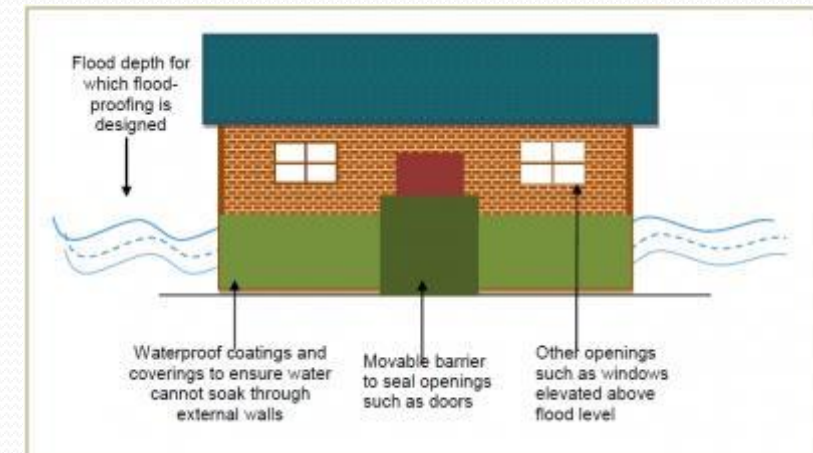 Flood depth for
which flood-
proofing is
designed
Waterproof coatings and
coverings to ensure water
cannot soak through
external walls
Movable barrier
to seal openings
such as doors
Other openings
such as windows
elevated above
flood level